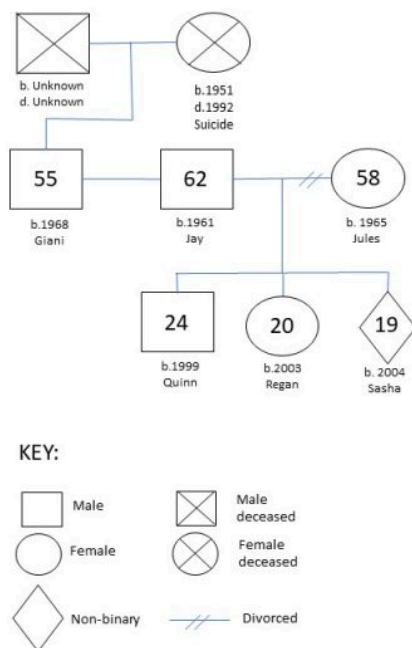 b. Unknown
d. Unknown
b.1951
d.1992
Suicide
55
62
58
b.1968
Giani
b.1961
Jay
b. 1965
Jules
24
20
19
b.1999
Quinn
b.2003
Regan
b. 2004
Sasha
KEY:
Male
Male
deceased
Female
Female
deceased
Non-binary
Divorced